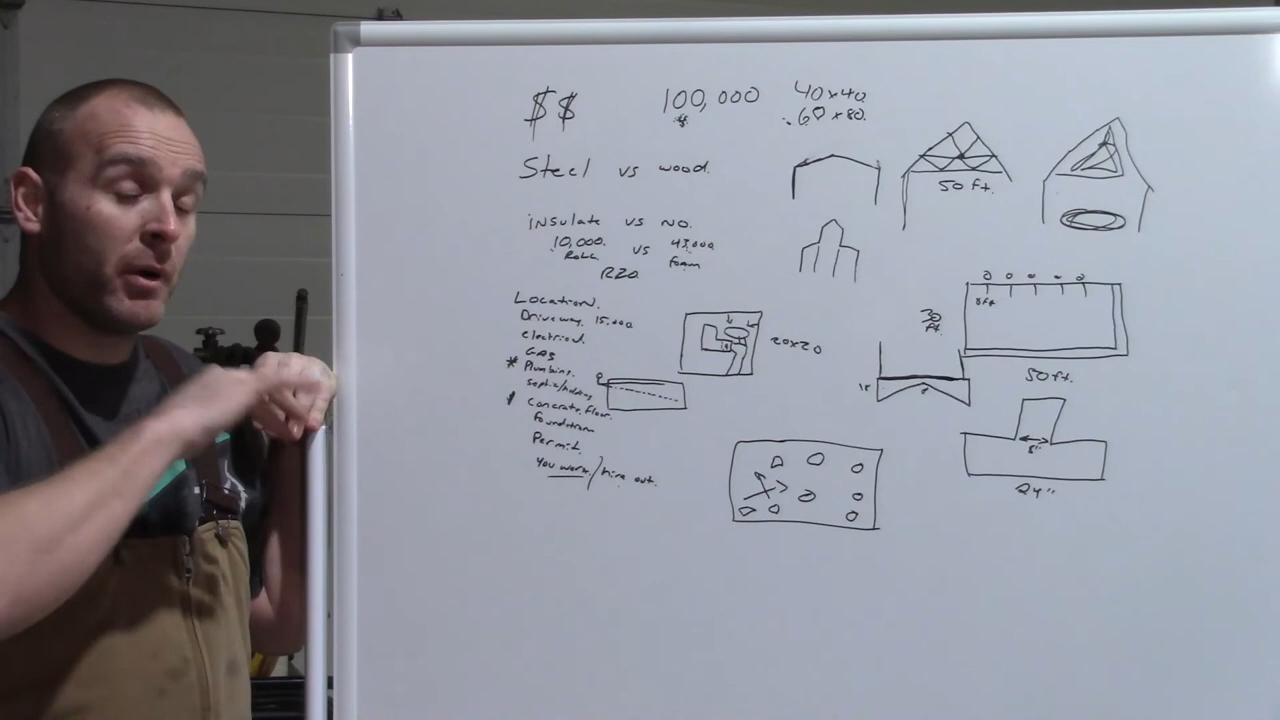 $$ 100,000 40x40
$ 60x80
Steel vs wood.
50 ft.
insulate vs no.
10,000. vs 43,000
Roll foam
R20
Location.
Driveway. 15,000
electrical.
GAS
* Plumbing.
septic/holding
Concrete. floor.
foundation
Permit.
You work / hire out.
20x20
30 ft.
8ft
50 ft.
8"
24"